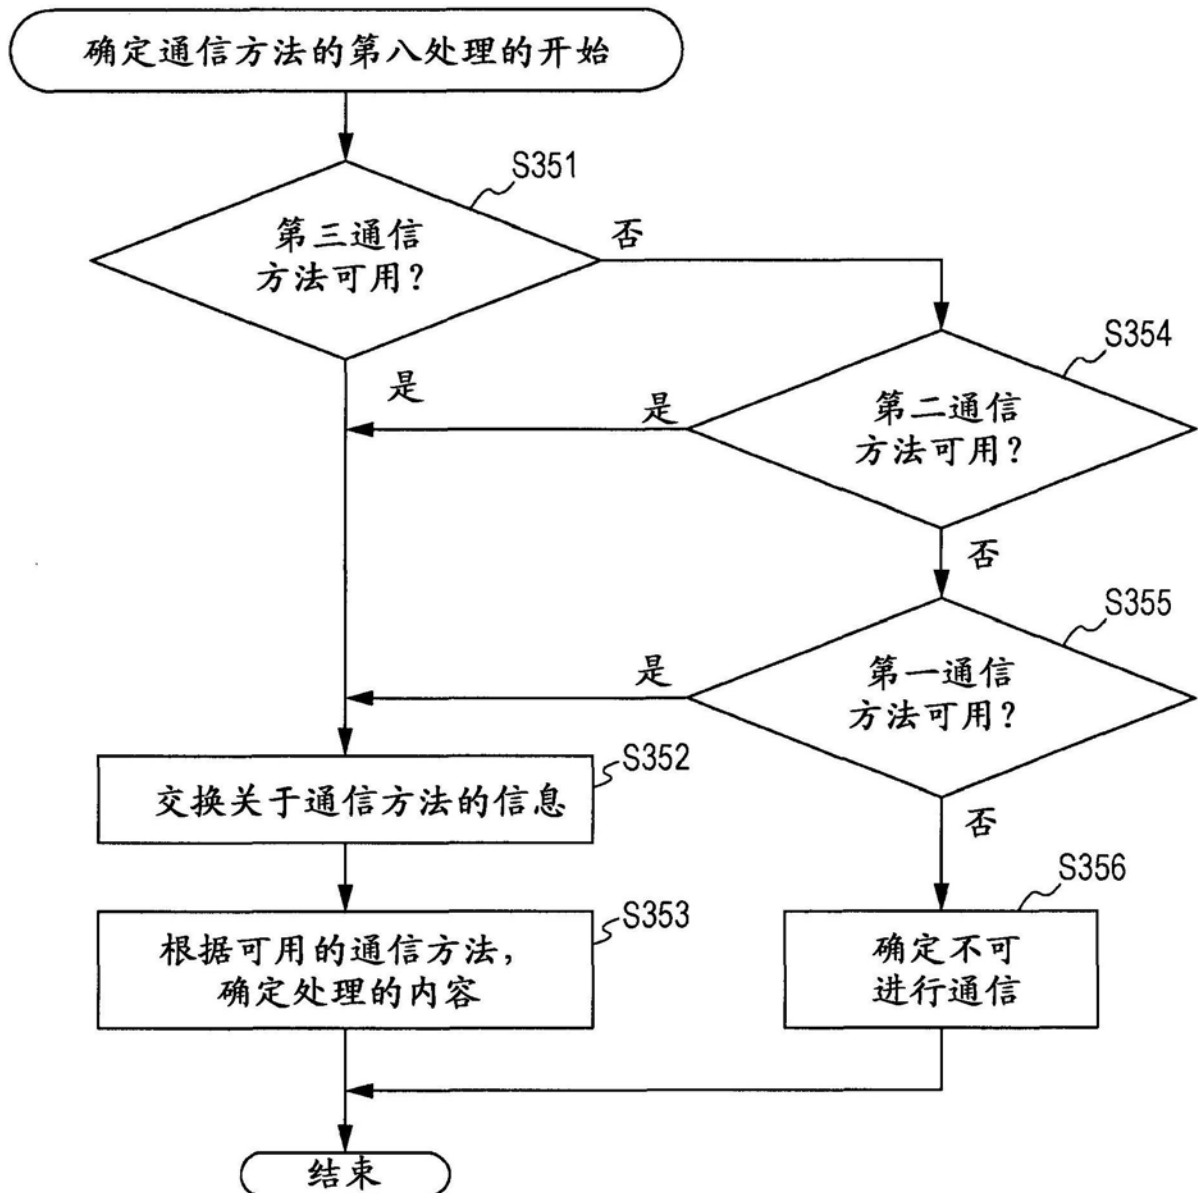 确定通信方法的第八处理的开始
S351
第三通信
方法可用？
否
是
S354
第二通信
方法可用？
是
否
S355
第一通信
方法可用？
是
否
S352
交换关于通信方法的信息
S353
根据可用的通信方法，
确定处理的内容
S356
确定不可
进行通信
结束